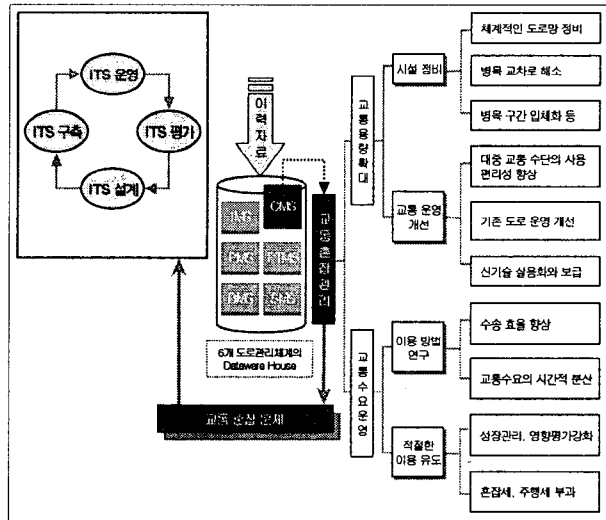 ITS 운영
ITS 구축
ITS 평가
ITS 설계
이력자료
CMS
6개 도로관리체계의
Dataware House
교통혼잡관리
교통 혼잡 문제
교통용량확대
시설 정비
체계적인 도로망 정비
병목 교차로 해소
병목 구간 입체화 등
교통 운영
개선
대중 교통 수단의 사용
편리성 향상
기존 도로 운영 개선
신기술 실용화와 보급
교통수요운영
이용 방법
연구
수송 효율 향상
교통수요의 시간적 분산
적절한
이용 유도
성장관리, 영향평가강화
혼잡세, 주행세 부과